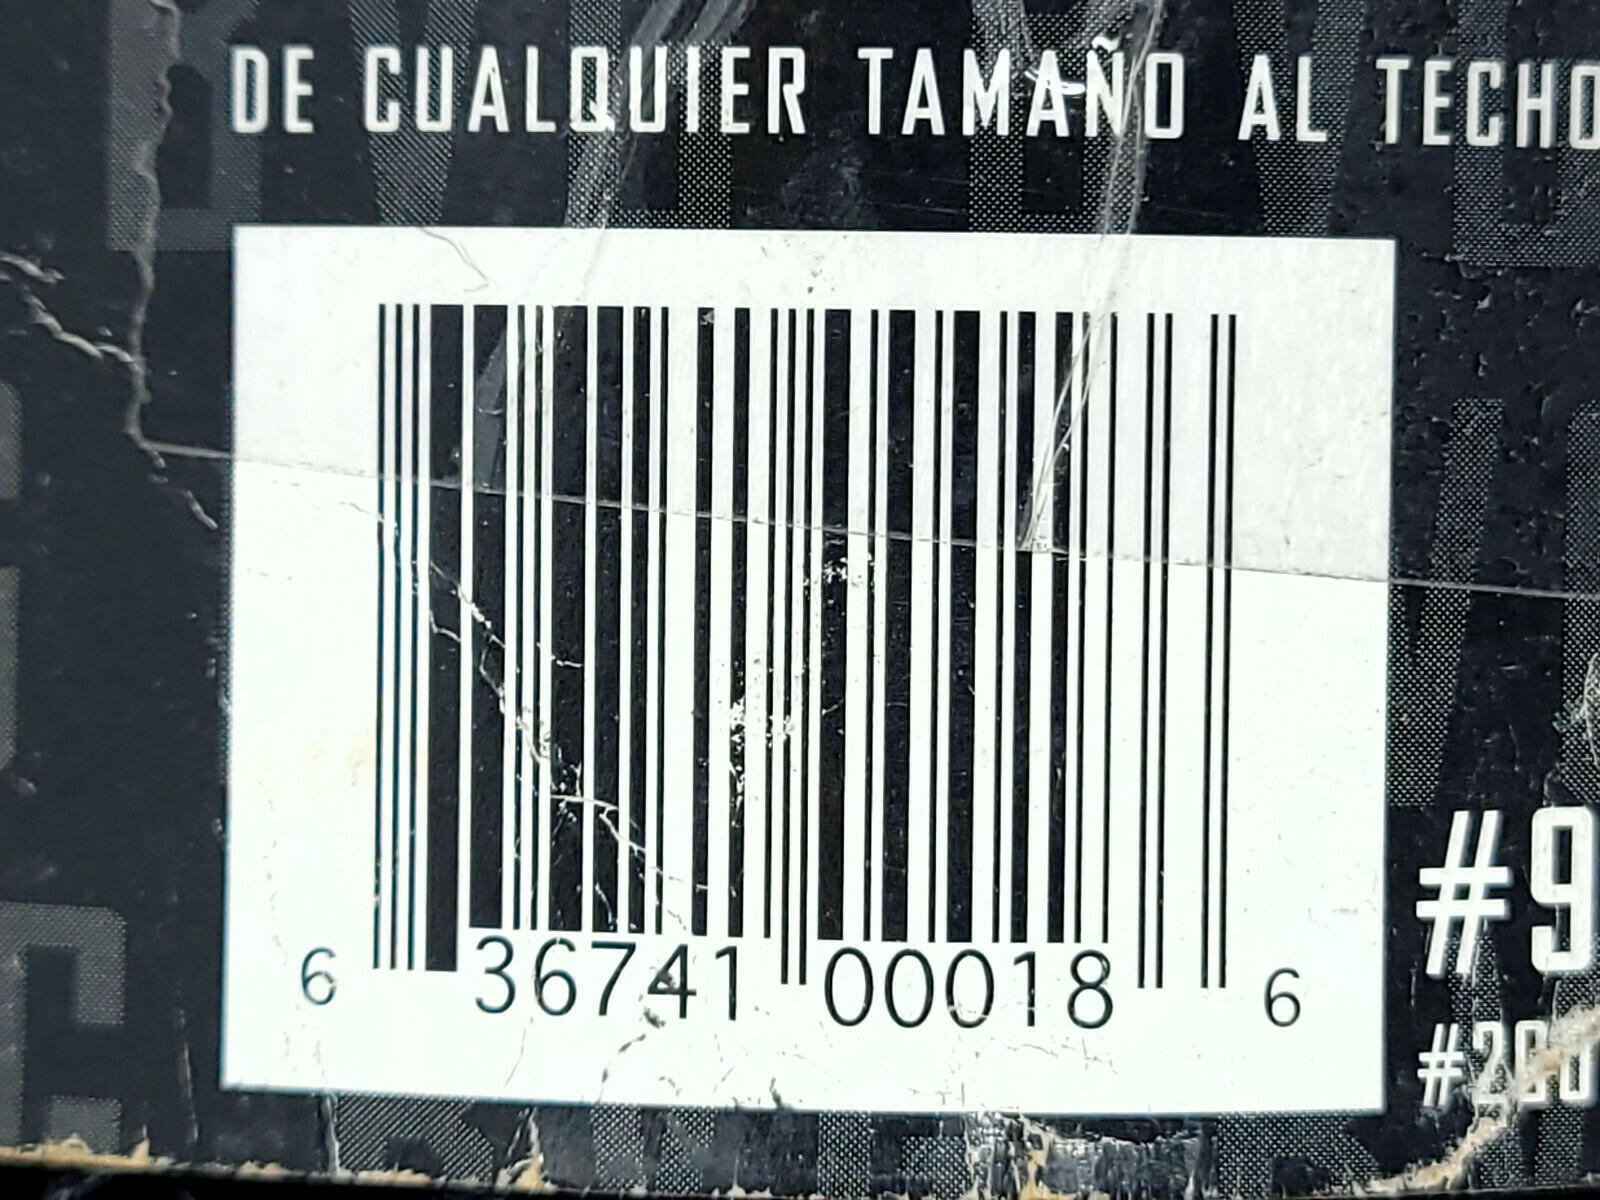 DE CUALQUIER TAMAÑO AL TECHO
6 36741 00018 6
#9